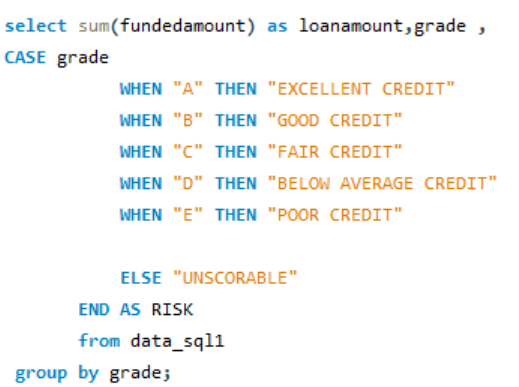 select sum(fundedamount) as loanamount,grade ,
CASE grade
WHEN "A" THEN "EXCELLENT CREDIT"
WHEN "B" THEN "GOOD CREDIT"
WHEN "C" THEN "FAIR CREDIT"
WHEN "D" THEN "BELOW AVERAGE CREDIT"
WHEN "E" THEN "POOR CREDIT"
ELSE "UNSCORABLE"
END AS RISK
from data_sql1
group by grade;